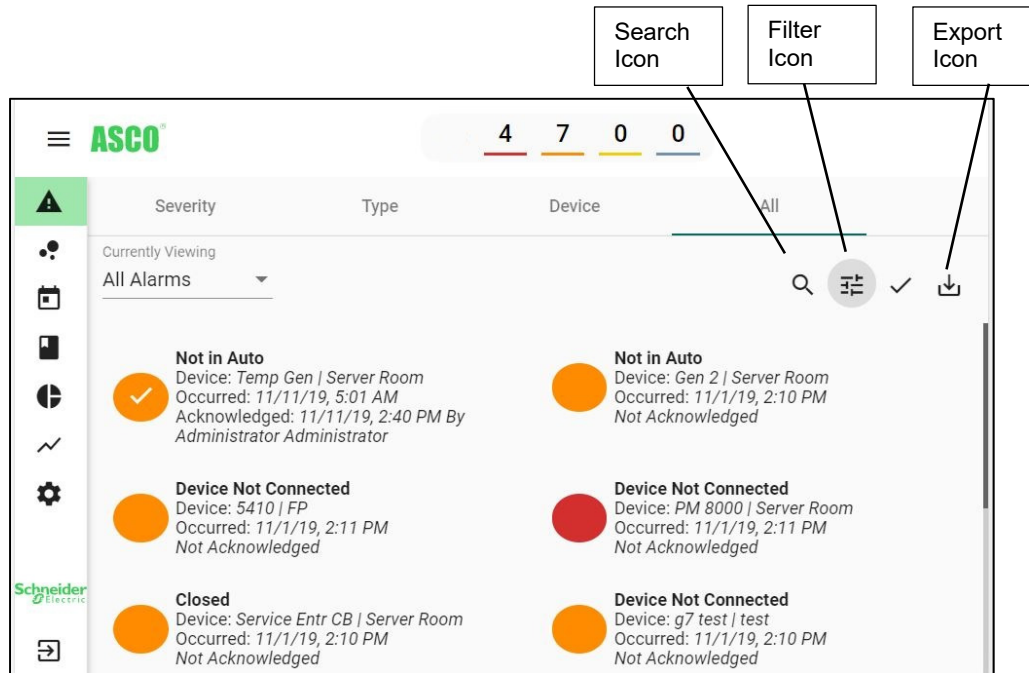 Search
Icon
Filter
Icon
Export
Icon
ASCO®
4 7 0 0
Severity Type Device All
Currently Viewing
All Alarms
Not in Auto
Device: Temp Gen | Server Room
Occurred: 11/11/19, 5:01 AM
Acknowledged: 11/11/19, 2:40 PM By
Administrator Administrator
Not in Auto
Device: Gen 2 | Server Room
Occurred: 11/1/19, 2:10 PM
Not Acknowledged
Device Not Connected
Device: 5410 | FP
Occurred: 11/1/19, 2:11 PM
Not Acknowledged
Device Not Connected
Device: PM 8000 | Server Room
Occurred: 11/1/19, 2:11 PM
Not Acknowledged
Closed
Device: Service Entr CB | Server Room
Occurred: 11/1/19, 2:10 PM
Not Acknowledged
Device Not Connected
Device: g7 test | test
Occurred: 11/1/19, 2:10 PM
Not Acknowledged
Schneider
Electric